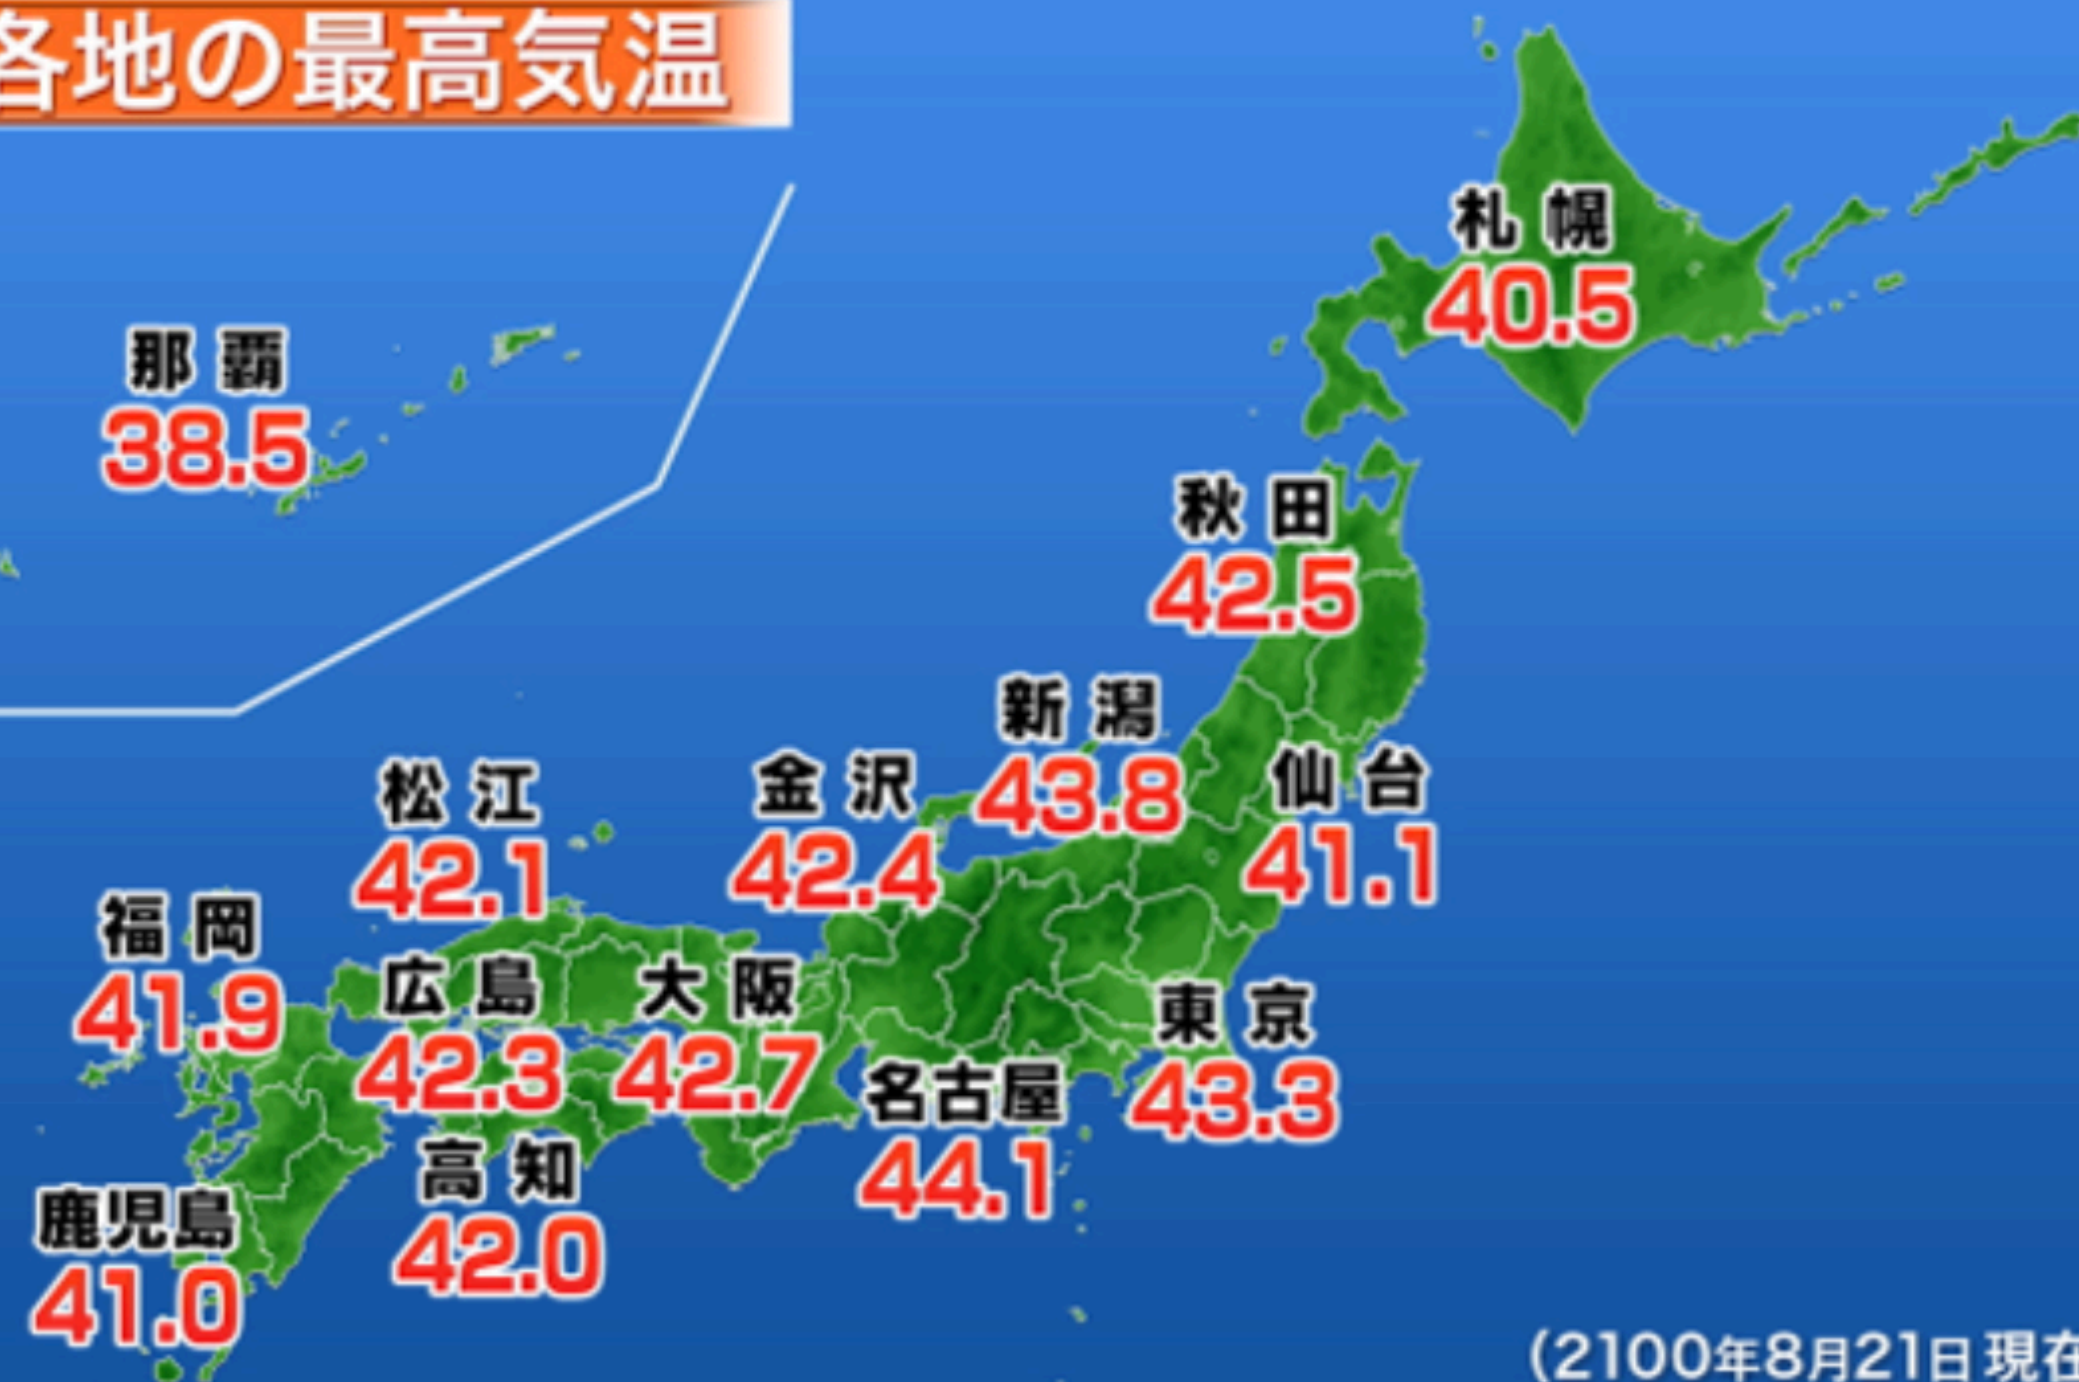 各地の最高気温
札幌
40.5
那覇
38.5
秋田
42.5
新潟
43.8
仙台
41.1
金沢
42.4
松江
42.1
福岡
41.9
広島
42.3
大阪
42.7
東京
43.3
名古屋
44.1
高知
42.0
鹿児島
41.0
(2100年8月21日現在